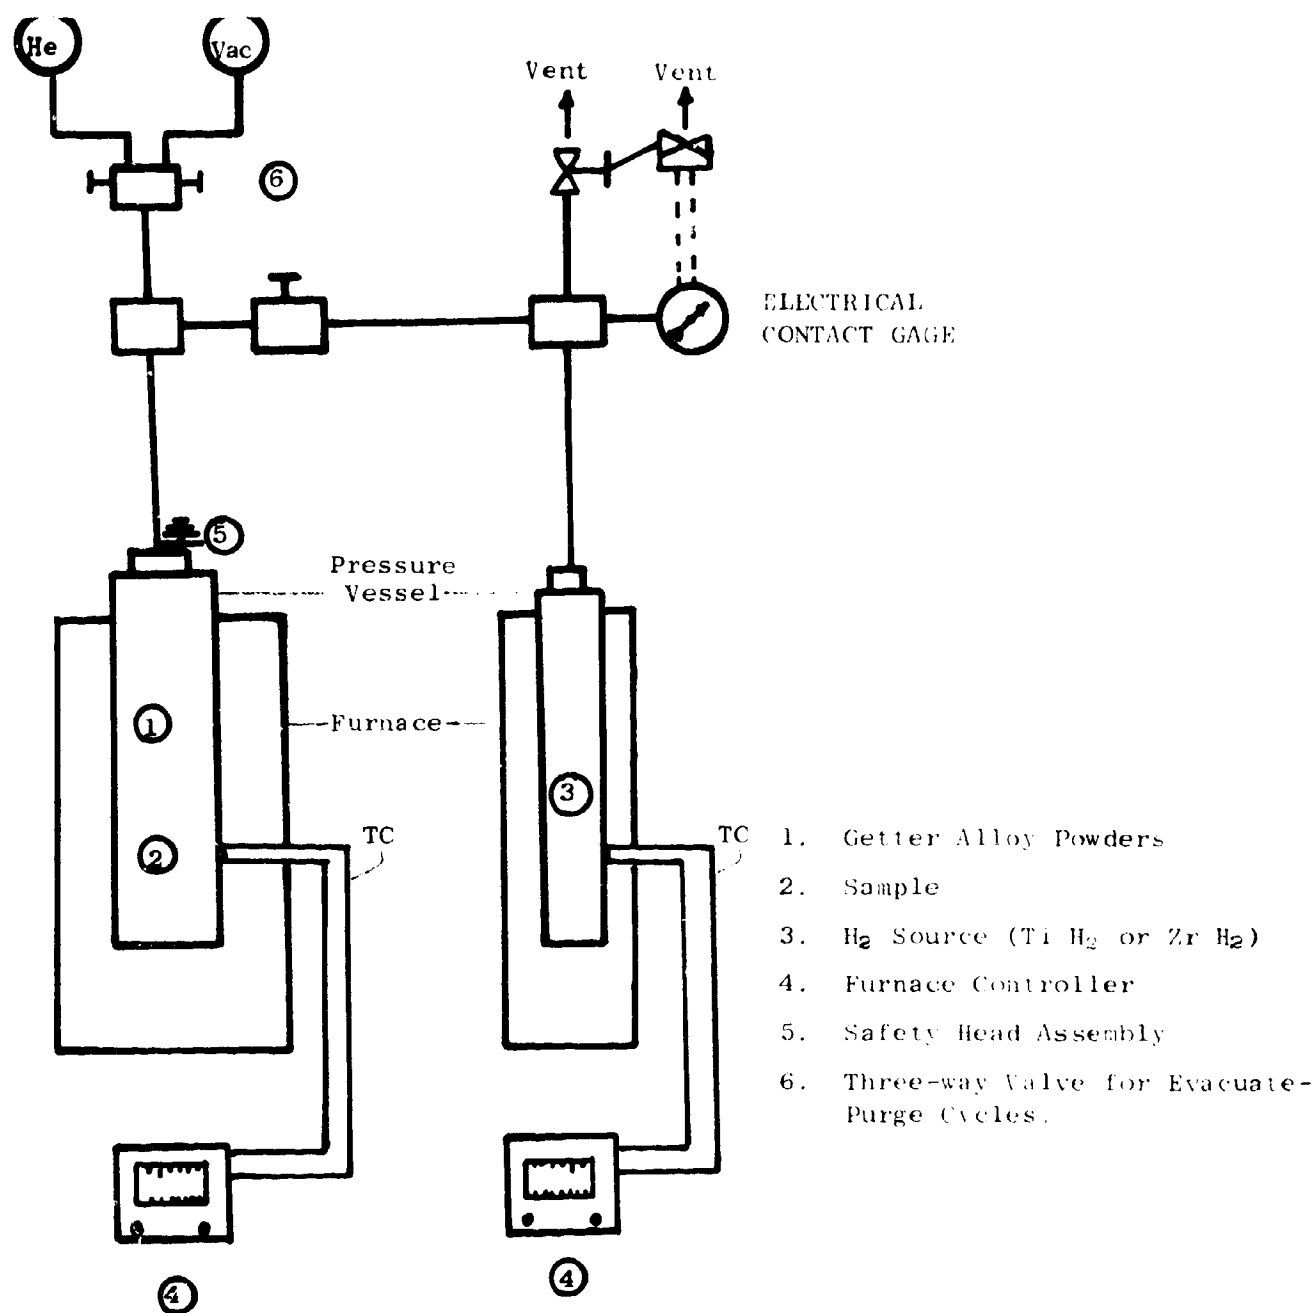 He
Vac
Vent
Vent
6
ELECTRICAL
CONTACT GAGE
5
Pressure
Vessel
1
Furnace
3
2
TC
TC
1. Getter Alloy Powders
2. Sample
3. H₂ Source (Ti H₂ or Zr H₂)
4. Furnace Controller
5. Safety Head Assembly
6. Three-way Valve for Evacuate-
Purge Cycles.
4
4